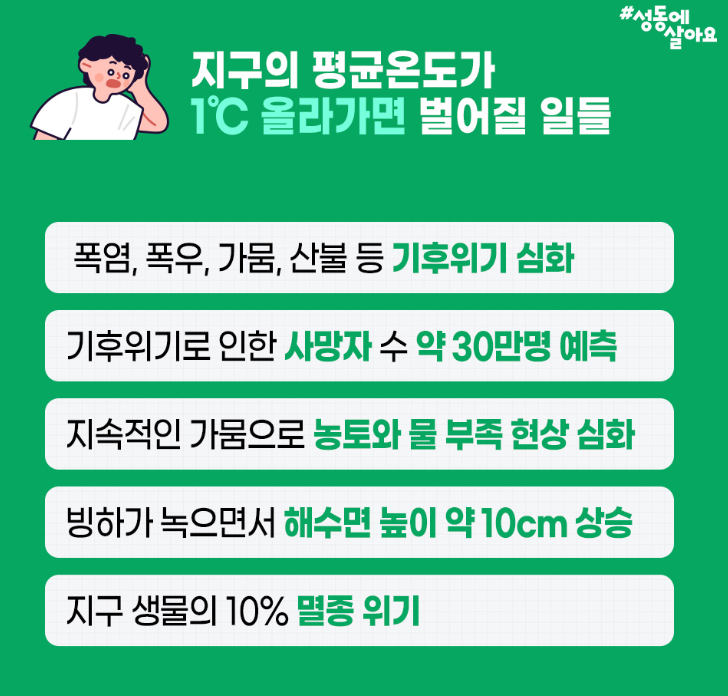 #성동에
살아요
지구의 평균온도가
1℃ 올라가면 벌어질 일들
폭염, 폭우, 가뭄, 산불 등 기후위기 심화
기후위기로 인한 사망자 수 약 30만명 예측
지속적인 가뭄으로 농토와 물 부족 현상 심화
빙하가 녹으면서 해수면 높이 약 10cm 상승
지구 생물의 10% 멸종 위기